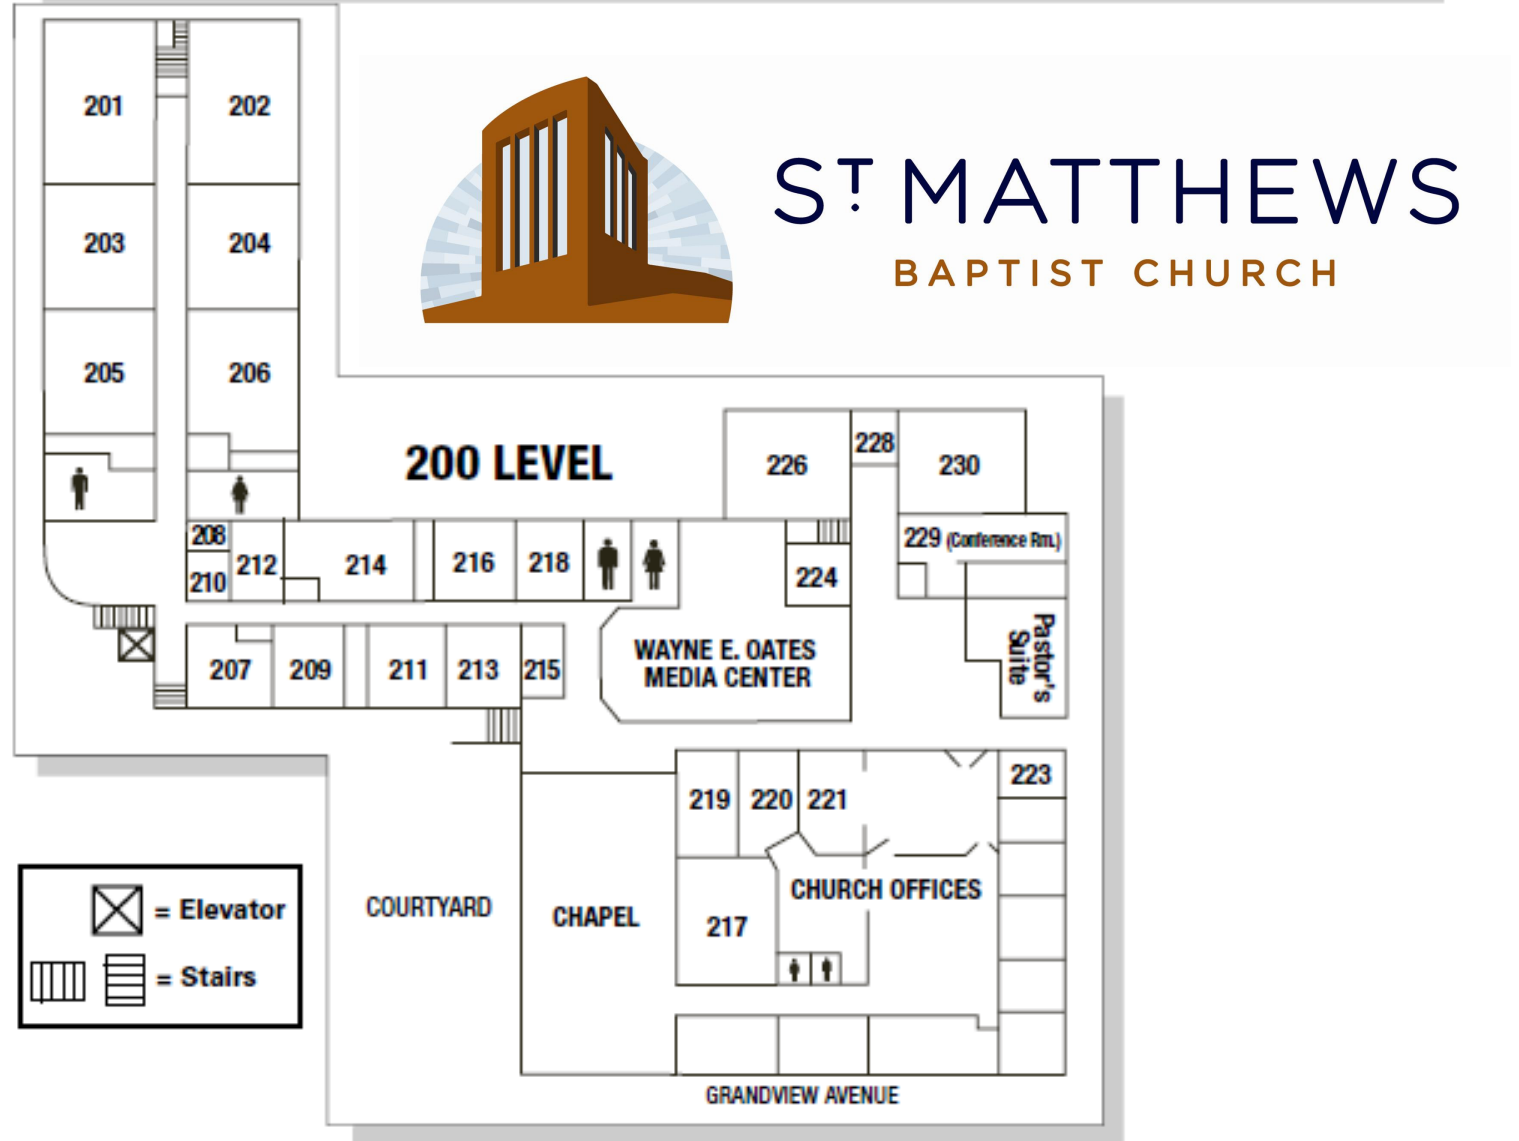 ST MATTHEWS
BAPTIST CHURCH
201
202
203
204
205
206
200 LEVEL
226
228
230
208
210
212
214
216
218
224
229 (Conference Rm.)
207
209
211
213
215
WAYNE E. OATES
MEDIA CENTER
Pastor's
Suite
219
220
221
223
CHURCH OFFICES
217
COURTYARD
CHAPEL
= Elevator
= Stairs
GRANDVIEW AVENUE